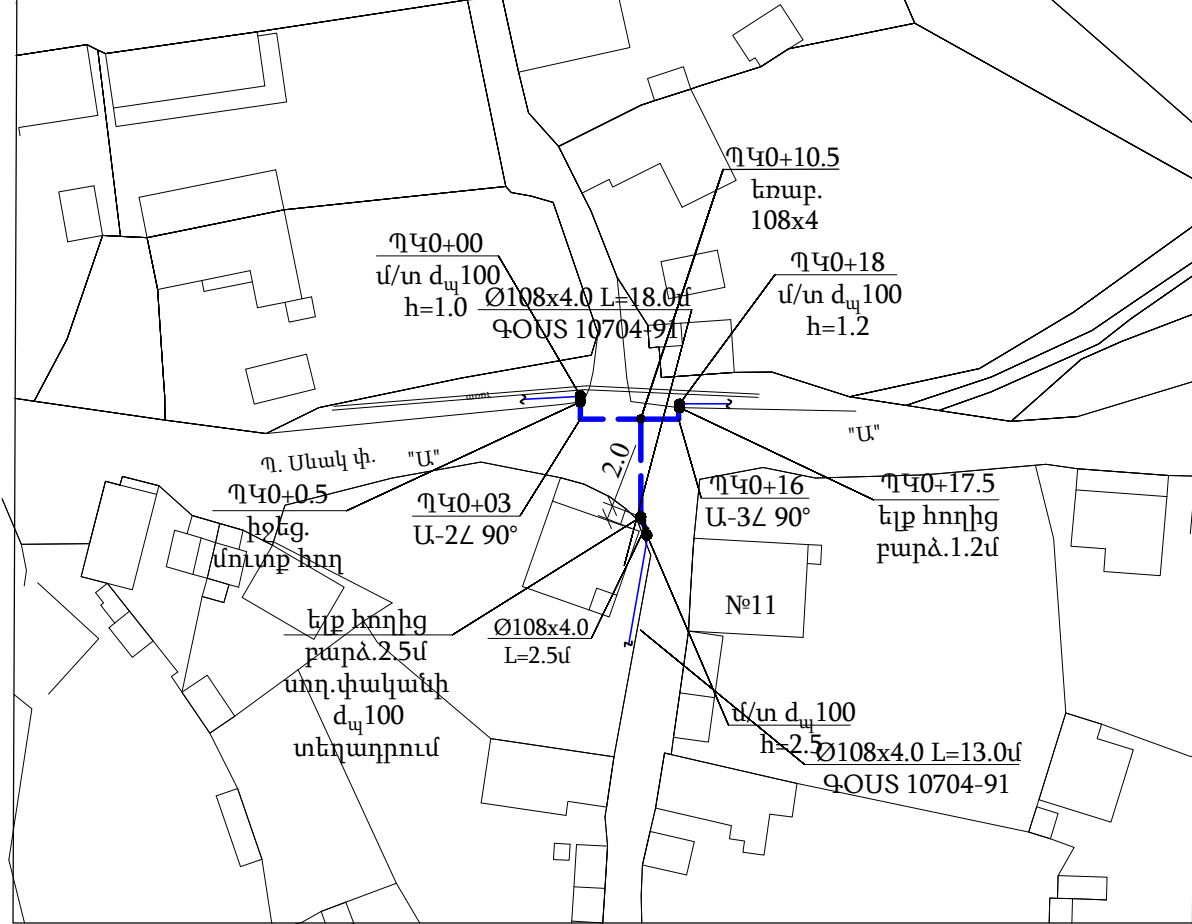 ՊԿ0+10.5
եռաբ.
108x4
ՊԿ0+00
մ/տ dպ100
h=1.0
Ø108x4.0 L=18.0մ
ԳՕՍՏ 10704-91
ՊԿ0+18
մ/տ dպ100
h=1.2
"Ա"
Պ. Սևակ փ.
"Ա"
2.0
ՊԿ0+0.5
իջեց.
մուտք հող
ՊԿ0+03
Ա-2∠ 90°
ՊԿ0+16
Ա-3∠ 90°
ՊԿ0+17.5
ելք հողից
բարձ.1.2մ
№11
ելք հողից
բարձ.2.5մ
սող.փականի
dպ100
տեղադրում
Ø108x4.0
L=2.5մ
մ/տ dպ100
h=2.5
Ø108x4.0 L=13.0մ
ԳՕՍՏ 10704-91